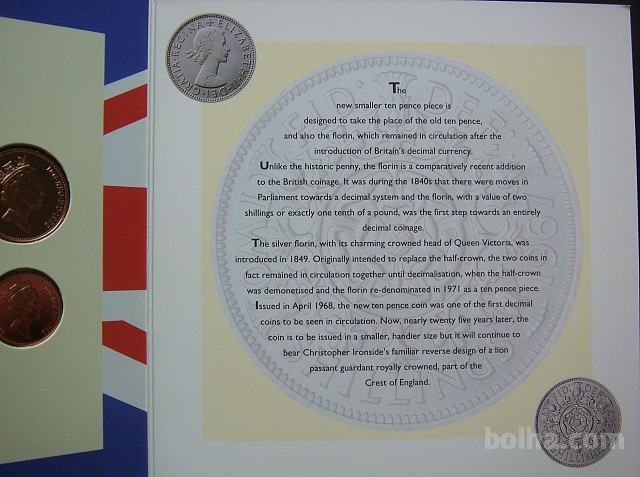 ELIZABETH
DEI GRATIA REGINA
The
new smaller ten pence piece is
designed to take the place of the old ten pence,
and also the florin, which remained in circulation after the
introduction of Britain's decimal currency.
Unlike the historic penny, the florin is a comparatively recent addition
to the British coinage. It was during the 1840s that there were moves in
Parliament towards a decimal system and the florin, with a value of two
shillings or exactly one tenth of a pound, was the first step towards an entirely
decimal coinage.
The silver florin, with its charming crowned head of Queen Victoria, was
introduced in 1849. Originally intended to replace the half-crown, the two coins in
fact remained in circulation together until decimalisation, when the half-crown
was demonetised and the florin re-denominated in 1971 as a ten pence piece.
Issued in April 1968, the new ten pence coin was one of the first decimal
coins to be seen in circulation. Now, nearly twenty five years later, the
coin is to be issued in a smaller, handier size but it will continue to
bear Christopher Ironside's familiar reverse design of a lion
passant guardant royally crowned, part of the
Crest of England.
bolha.com